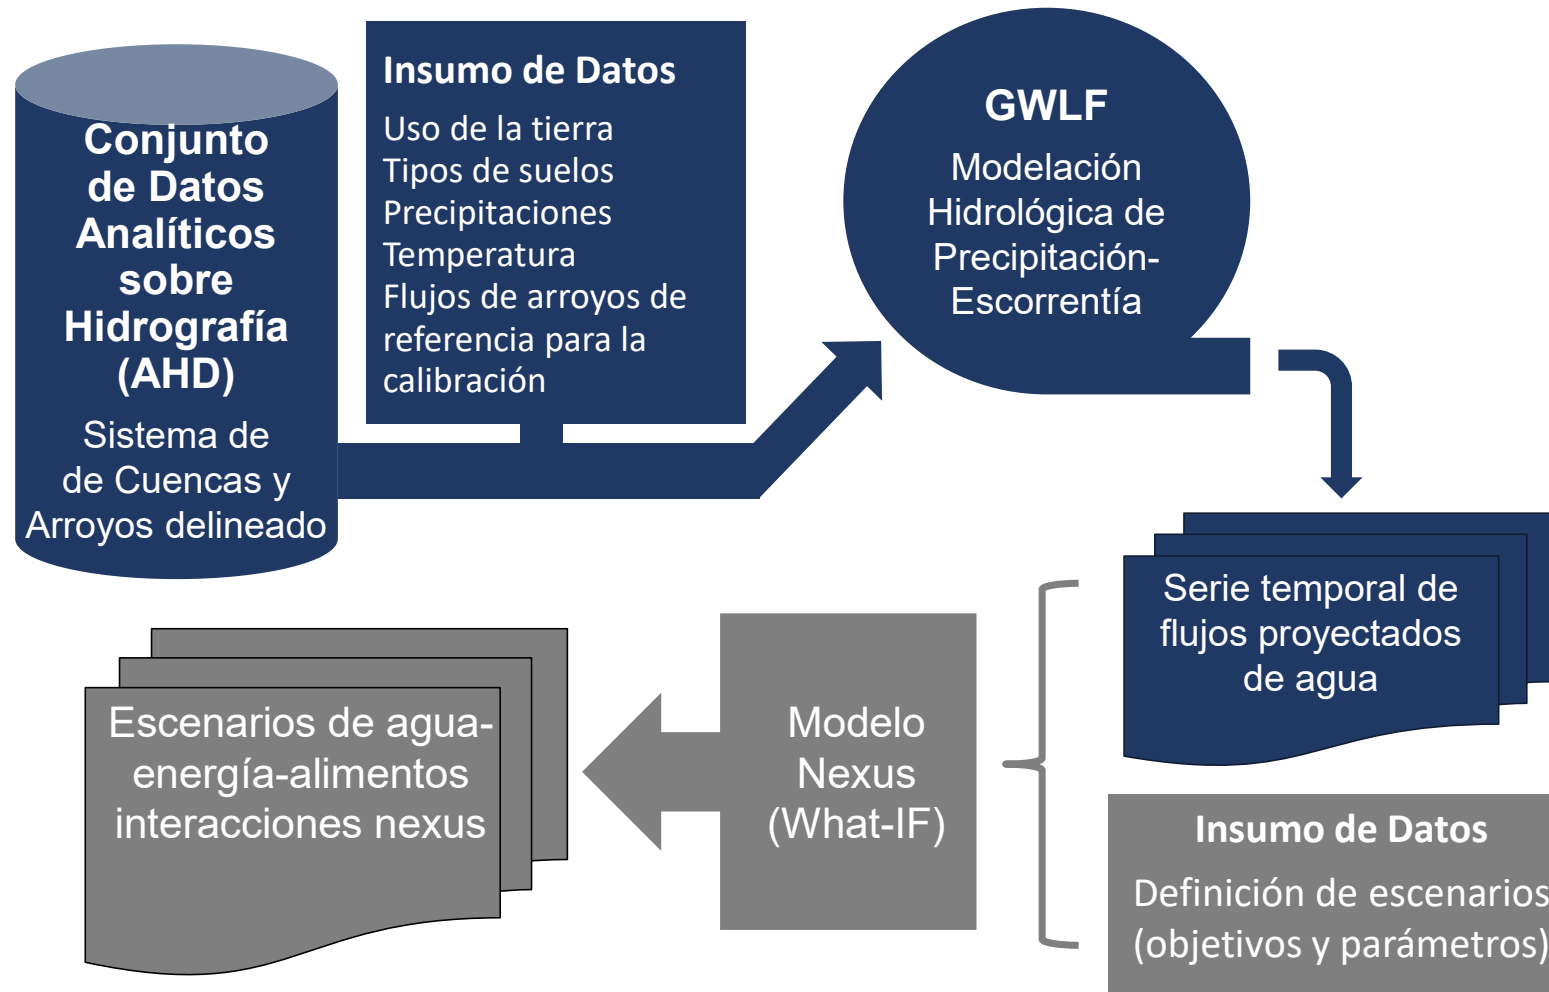 Conjunto
de Datos
Analíticos
sobre
Hidrografía
(AHD)
Sistema de
de Cuencas y
Arroyos delineado
Insumo de Datos
Uso de la tierra
Tipos de suelos
Precipitaciones
Temperatura
Flujos de arroyos de
referencia para la
calibración
GWLF
Modelación
Hidrológica de
Precipitación-
Escorrentía
Serie temporal de
flujos proyectados
de agua
Insumo de Datos
Definición de escenarios
(objetivos y parámetros)
Modelo
Nexus
(What-IF)
Escenarios de agua-
energía-alimentos
interacciones nexus